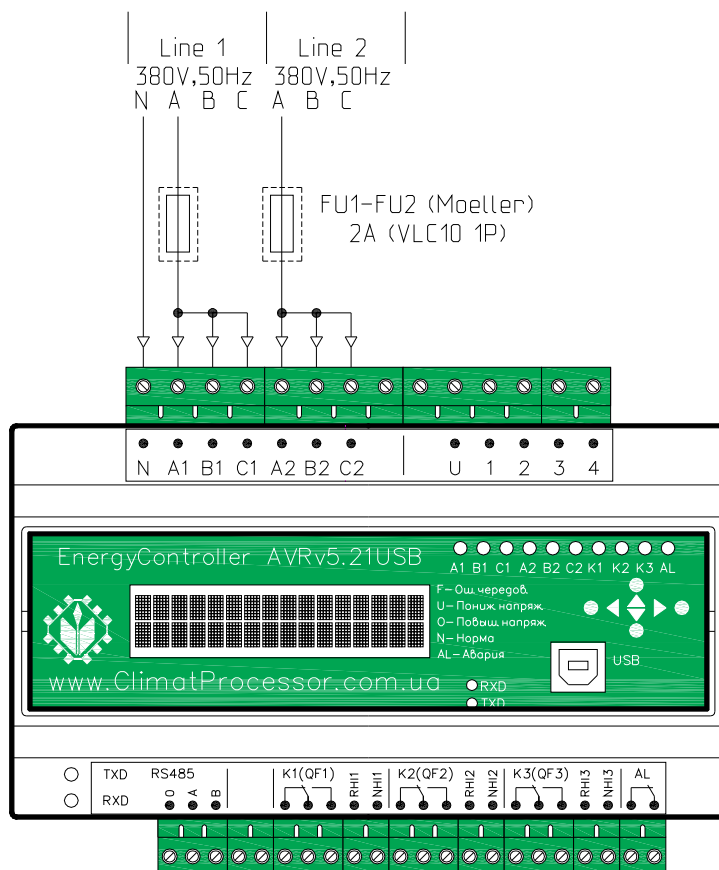 Line 1 Line 2
380V,50Hz 380V,50Hz
N A B C A B C
FU1-FU2 (Moeller)
2A (VLC10 1P)
N A1 B1 C1 A2 B2 C2 U 1 2 3 4
EnergyController AVRv5.21USB
A1 B1 C1 A2 B2 C2 K1 K2 K3 AL
F- Ош.чередов.
U- Пониж напряж.
O- Повыш.напряж.
N- Норма
AL-Авария
USB
www.ClimatProcessor.com.ua
RXD
TXD
TXD RS485 K1(QF1) RHI1 NHI1 K2(QF2) RHI2 NHI2 K3(QF3) RHI3 NHI3 AL
RXD O A B